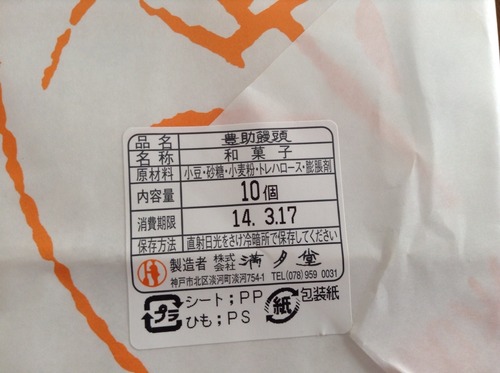 品名 豊助饅頭
名称 和菓子
原材料 小豆・砂糖・小麦粉・トレハロース・膨脹剤
内容量 10個
消費期限 14. 3.17
保存方法 直射日光をさけ冷暗所で保存してください
製造者 株式会社 満月堂
神戸市北区淡河町淡河754-1 TEL(078)959 0031
プラ シート;PP 紙 包装紙
ひも;PS